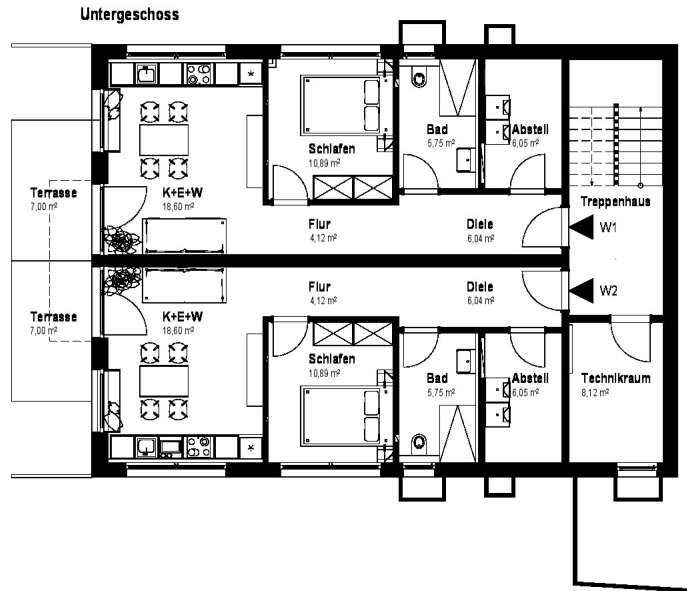 Untergeschoss
Schlafen
10,89 m²
Bad
5,75 m²
Abstell
6,05 m²
Terrasse
7,00 m²
K+E+W
18,60 m²
Treppenhaus
Flur
4,12 m²
Diele
6,04 m²
W1
Flur
4,12 m²
Diele
6,04 m²
W2
Terrasse
7,00 m²
K+E+W
18,60 m²
Schlafen
10,89 m²
Bad
5,75 m²
Abstell
6,05 m²
Technikraum
8,12 m²